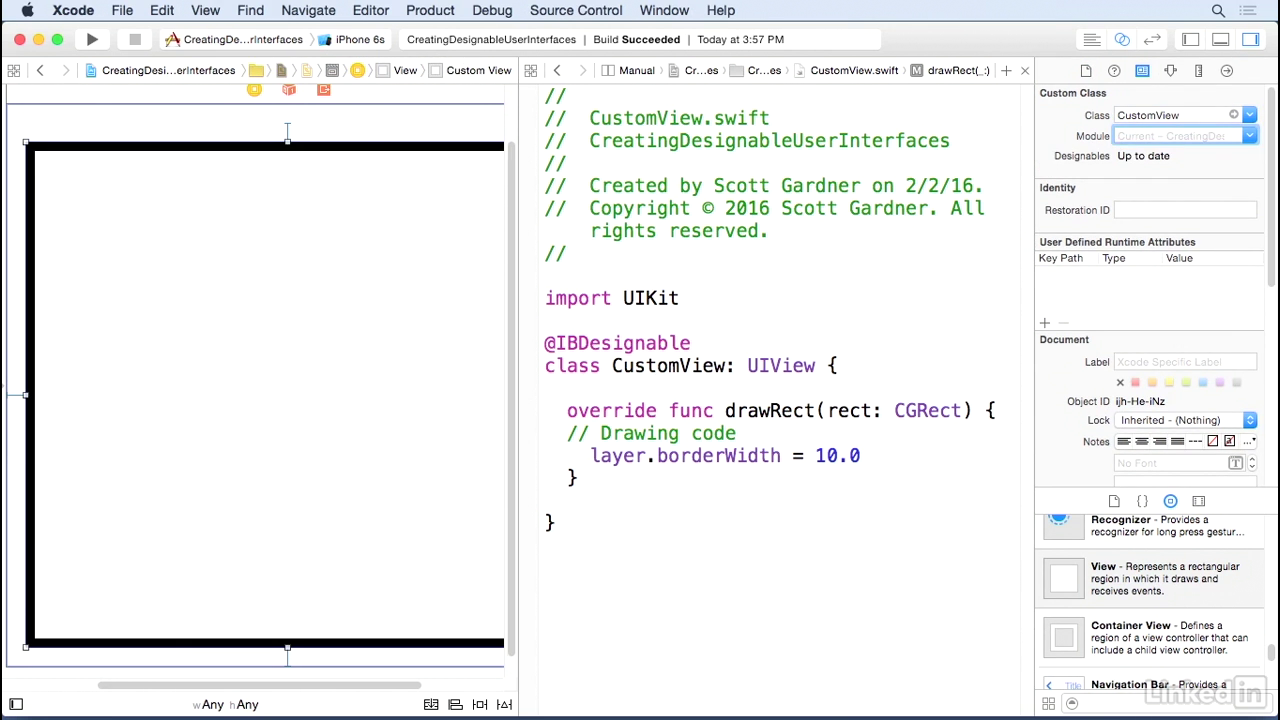 Xcode File Edit View Find Navigate Editor Product Debug Source Control Window Help
CreatingDe...rInterfaces iPhone 6s CreatingDesignableUserInterfaces | Build Succeeded | Today at 3:57 PM
CreatingDesi...erInterfaces View Custom View Manual Cr...es Cr...es CustomView.swift M drawRect(_:)
//
// CustomView.swift
// CreatingDesignableUserInterfaces
//
// Created by Scott Gardner on 2/2/16.
// Copyright © 2016 Scott Gardner. All
rights reserved.
//
import UIKit
@IBDesignable
class CustomView: UIView {
override func drawRect(rect: CGRect) {
// Drawing code
layer.borderWidth = 10.0
}
}
wAny hAny
Custom Class
Class CustomView
Module Current – CreatingDes
Designables Up to date
Identity
Restoration ID
User Defined Runtime Attributes
Key Path Type Value
Document
Label Xcode Specific Label
Object ID ijh-He-iNz
Lock Inherited - (Nothing)
Notes
No Font
Recognizer - Provides a
recognizer for long press gestur...
View - Represents a rectangular
region in which it draws and
receives events.
Container View - Defines a
region of a view controller that can
include a child view controller.
Title Navigation Bar - Provides a
LinkedIn